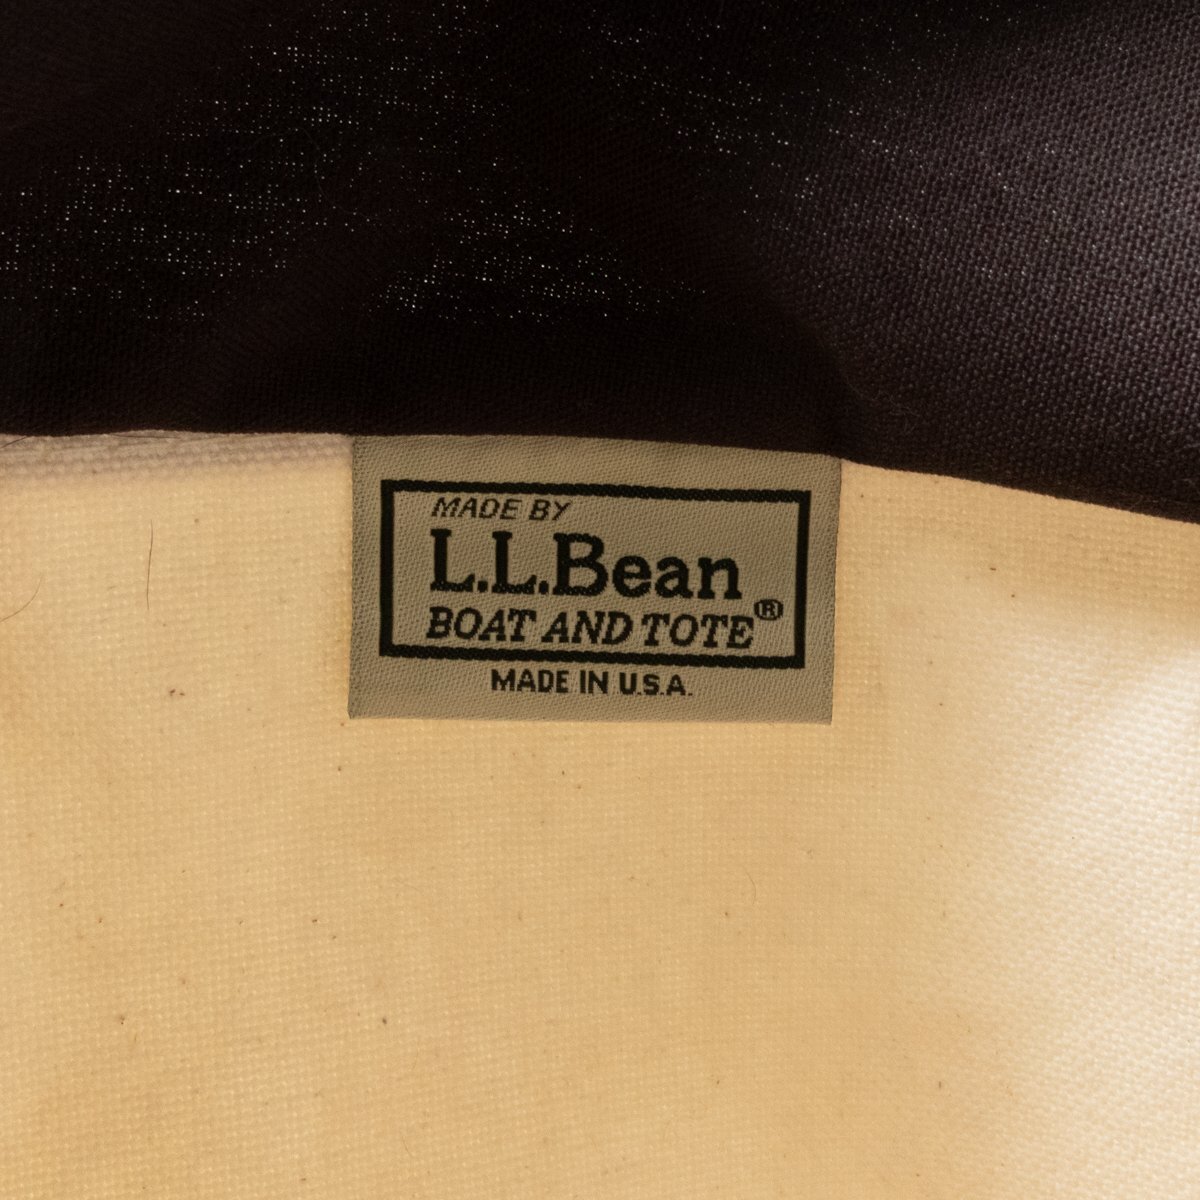 MADE BY
L.L.Bean
BOAT AND TOTE®
MADE IN U.S.A.